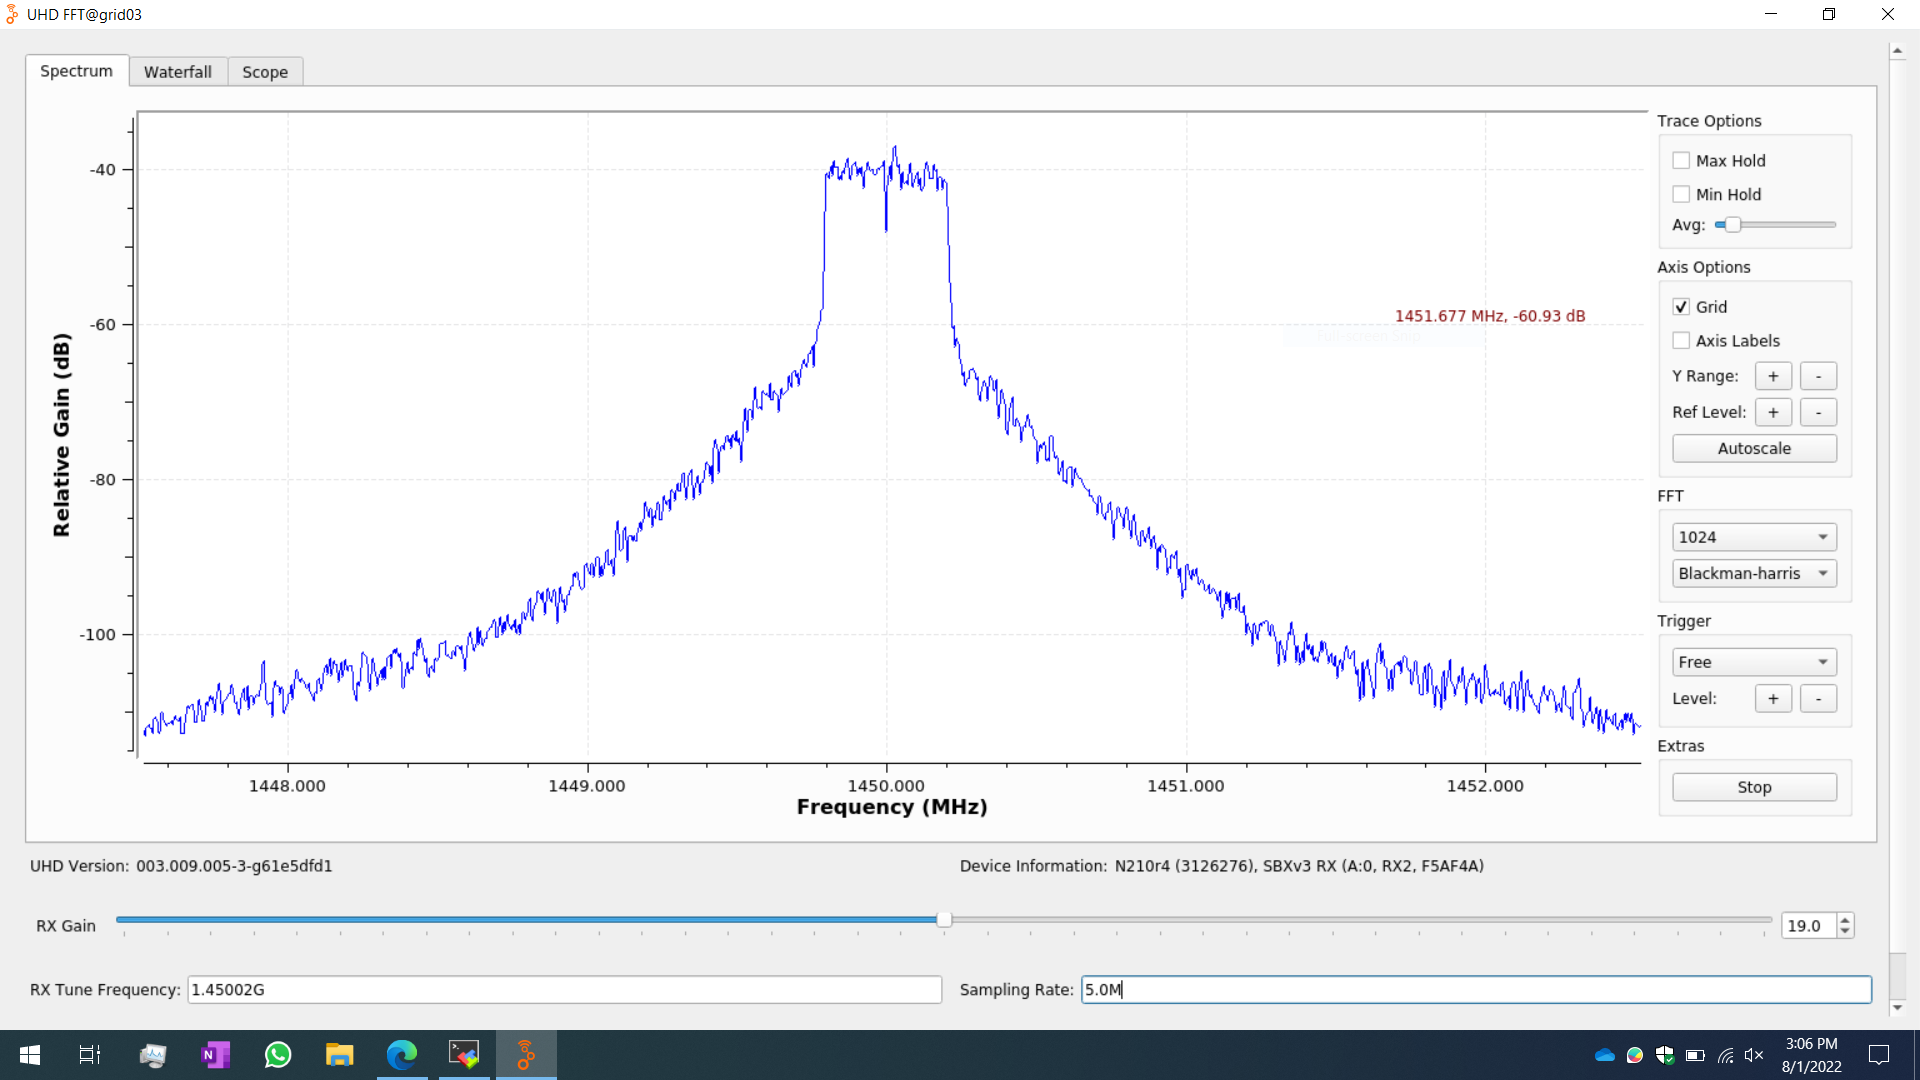 UHD FFT@grid03
Spectrum Waterfall Scope
Relative Gain (dB)
-40
-60
-80
-100
1451.677 MHz, -60.93 dB
1448.000 1449.000 1450.000 1451.000 1452.000
Frequency (MHz)
Trace Options
Max Hold
Min Hold
Avg:
Axis Options
Grid
Axis Labels
Y Range: + -
Ref Level: + -
Autoscale
FFT
1024
Blackman-harris
Trigger
Free
Level: + -
Extras
Stop
UHD Version: 003.009.005-3-g61e5dfd1
Device Information: N210r4 (3126276), SBXv3 RX (A:0, RX2, F5AF4A)
RX Gain 19.0
RX Tune Frequency: 1.45002G
Sampling Rate: 5.0M
3:06 PM
8/1/2022